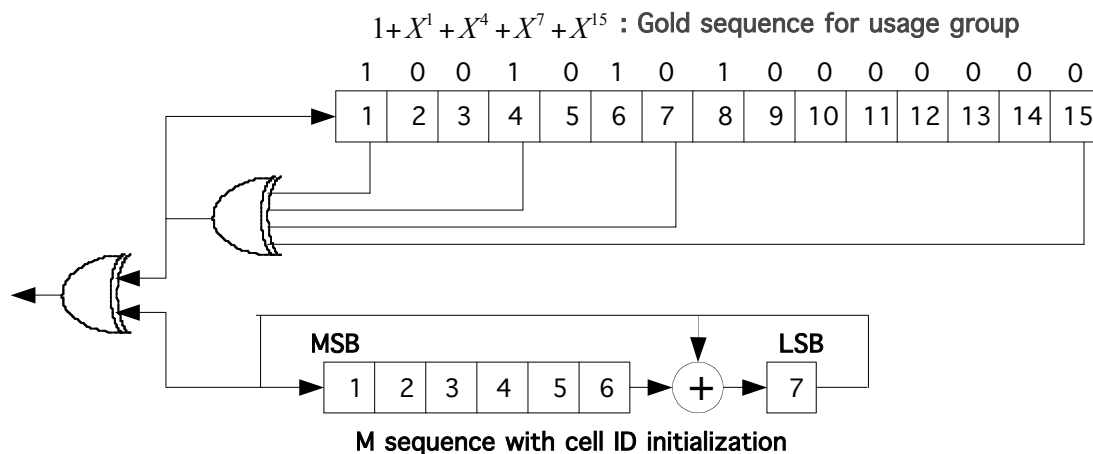 1+X¹+X⁴+X⁷+X¹⁵ : Gold sequence for usage group
1 0 0 1 0 1 0 1 0 0 0 0 0 0 0
1 2 3 4 5 6 7 8 9 10 11 12 13 14 15
MSB LSB
1 2 3 4 5 6 + 7
M sequence with cell ID initialization